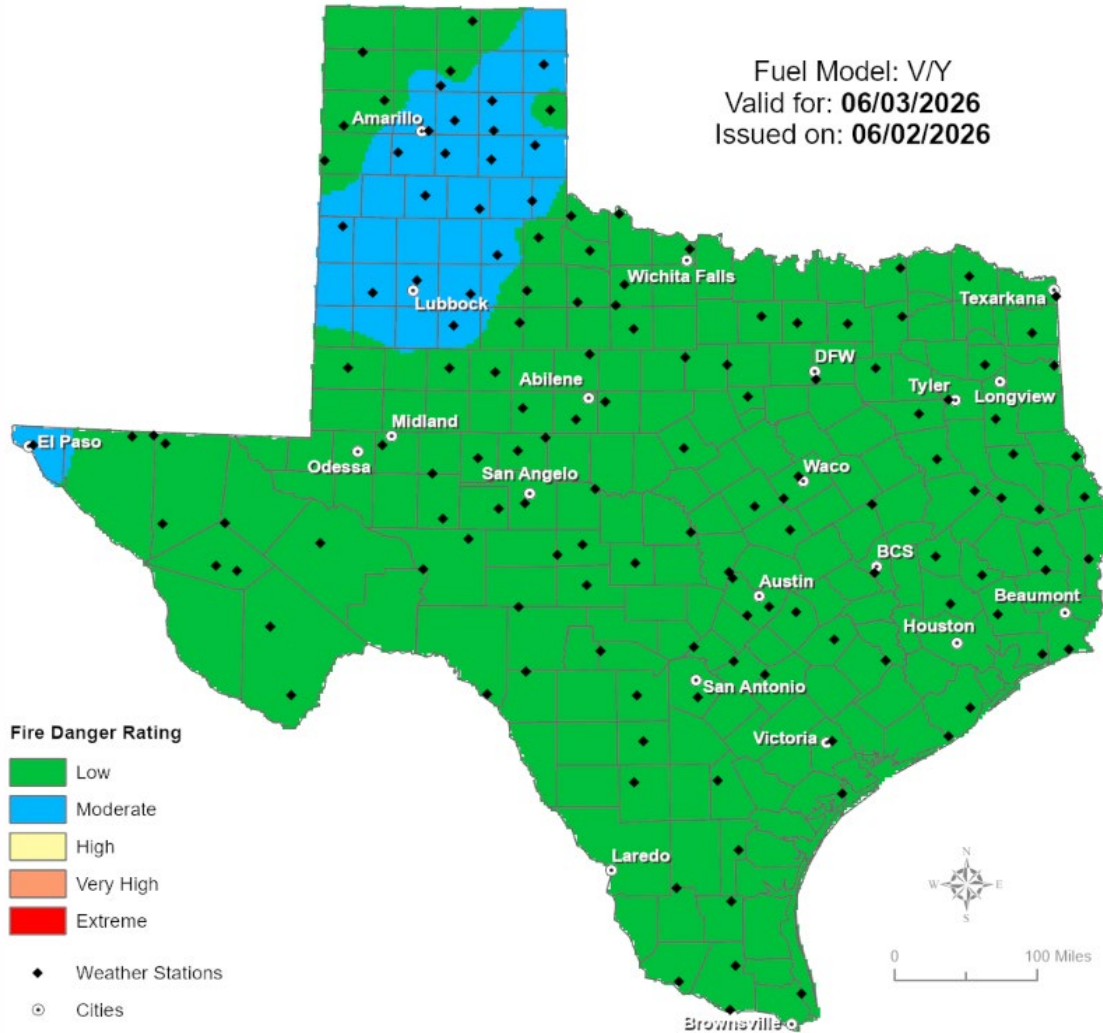 Fuel Model: V/Y
Valid for: 06/03/2026
Issued on: 06/02/2026
Amarillo
Lubbock
Wichita Falls
Texarkana
DFW
Abilene
Tyler
Longview
Midland
El Paso
Odessa
San Angelo
Waco
BCS
Austin
Beaumont
Houston
San Antonio
Victoria
Laredo
Brownsville
Fire Danger Rating
Low
Moderate
High
Very High
Extreme
Weather Stations
Cities
N
W E
S
0 100 Miles